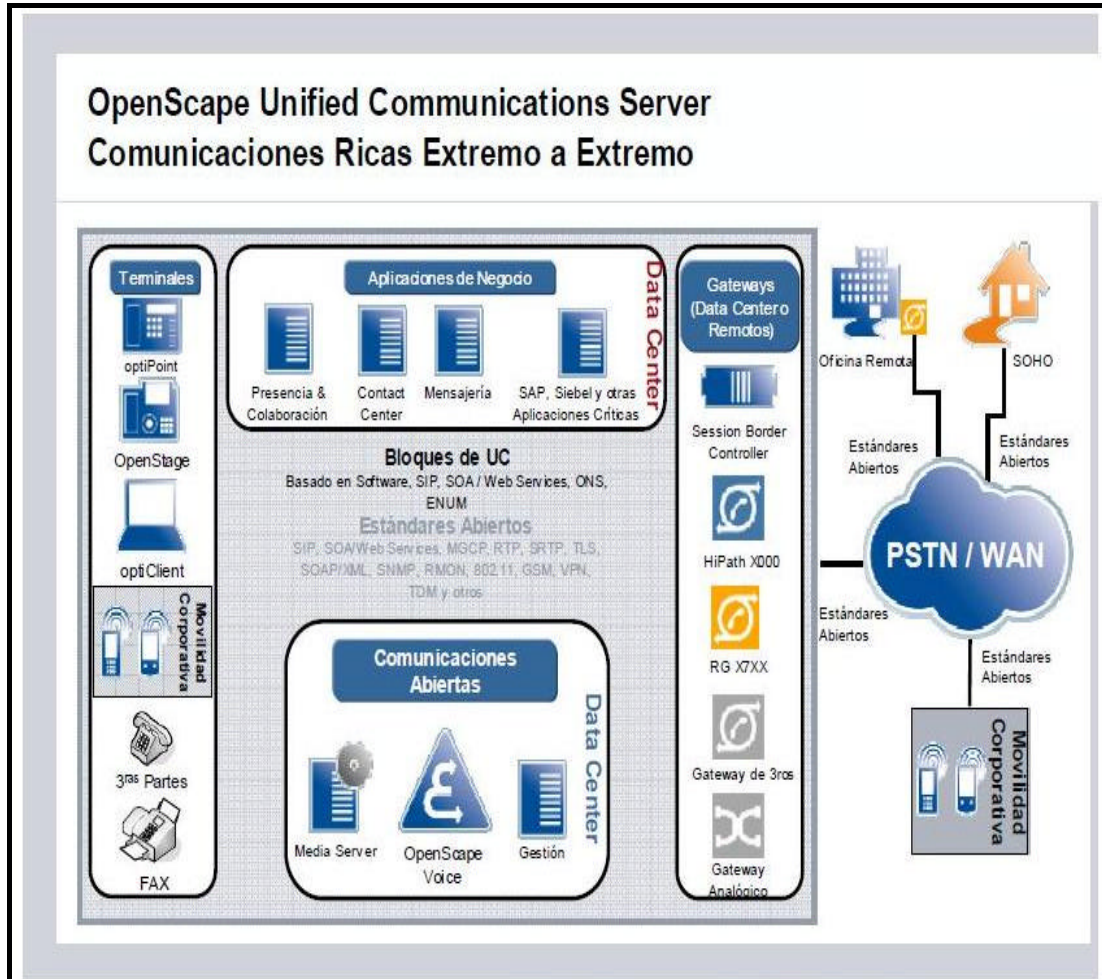 OpenScape Unified Communications Server
Comunicaciones Ricas Extremo a Extremo
Terminales
optiPoint
OpenStage
optiClient
Movilidad
Corporativa
3ras Partes
FAX
Aplicaciones de Negocio
Data Center
Presencia &
Colaboración
Contact
Center
Mensajería
SAP, Siebel y otras
Aplicaciones Críticas
Bloques de UC
Basado en Software, SIP, SOA / Web Services, ONS,
ENUM
Estándares Abiertos
SIP, SOA/Web Services, MGCP, RTP, SRTP, TLS,
SOAP/XML, SNMP, RMON, 802.11, GSM, VPN,
TDM y otros
Comunicaciones
Abiertas
Data Center
Media Server
OpenScape
Voice
Gestión
Gateways
(Data Center o
Remotos)
Session Border
Controller
HiPath X000
RG X7XX
Gateway de 3ros
Gateway
Analógico
Oficina Remota
SOHO
Estándares
Abiertos
Estándares
Abiertos
PSTN / WAN
Estándares
Abiertos
Estándares
Abiertos
Movilidad
Corporativa